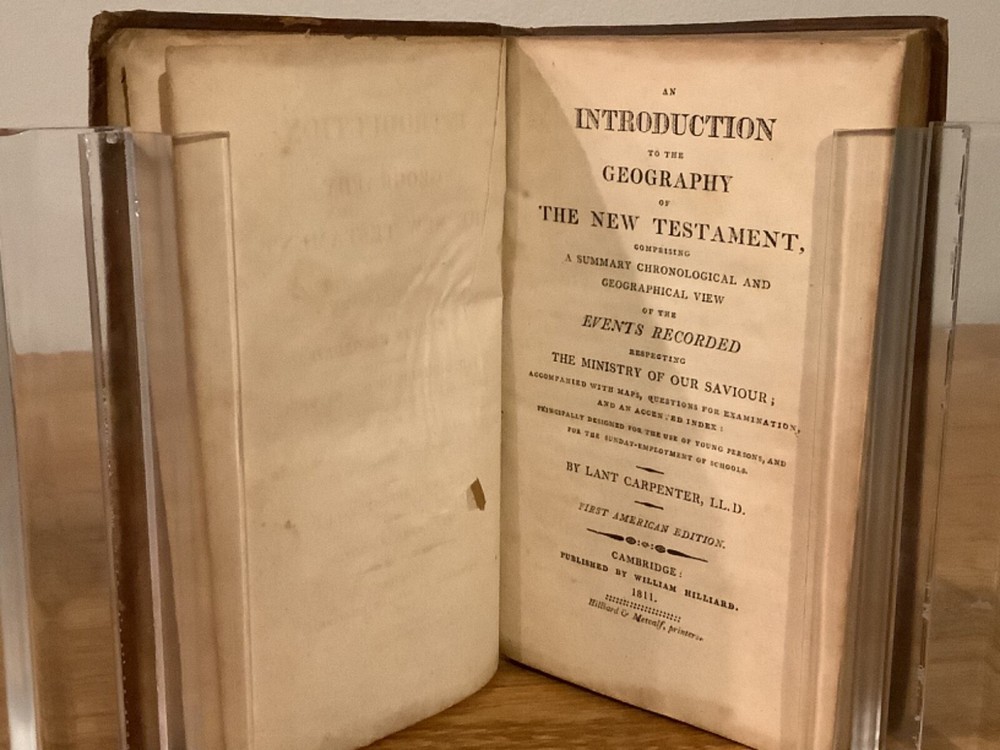 AN
INTRODUCTION
TO THE
GEOGRAPHY
OF
THE NEW TESTAMENT,
COMPRISING
A SUMMARY CHRONOLOGICAL AND
GEOGRAPHICAL VIEW
OF THE
EVENTS RECORDED
RESPECTING
THE MINISTRY OF OUR SAVIOUR;
ACCOMPANIED WITH MAPS, QUESTIONS FOR EXAMINATION,
AND AN ACCENTED INDEX:
PRINCIPALLY DESIGNED FOR THE USE OF YOUNG PERSONS, AND
FOR THE SUNDAY-EMPLOYMENT OF SCHOOLS.
BY LANT CARPENTER, LL.D.
FIRST AMERICAN EDITION.
CAMBRIDGE:
PUBLISHED BY WILLIAM HILLIARD.
1811.
Hilliard & Metcalf, printers.